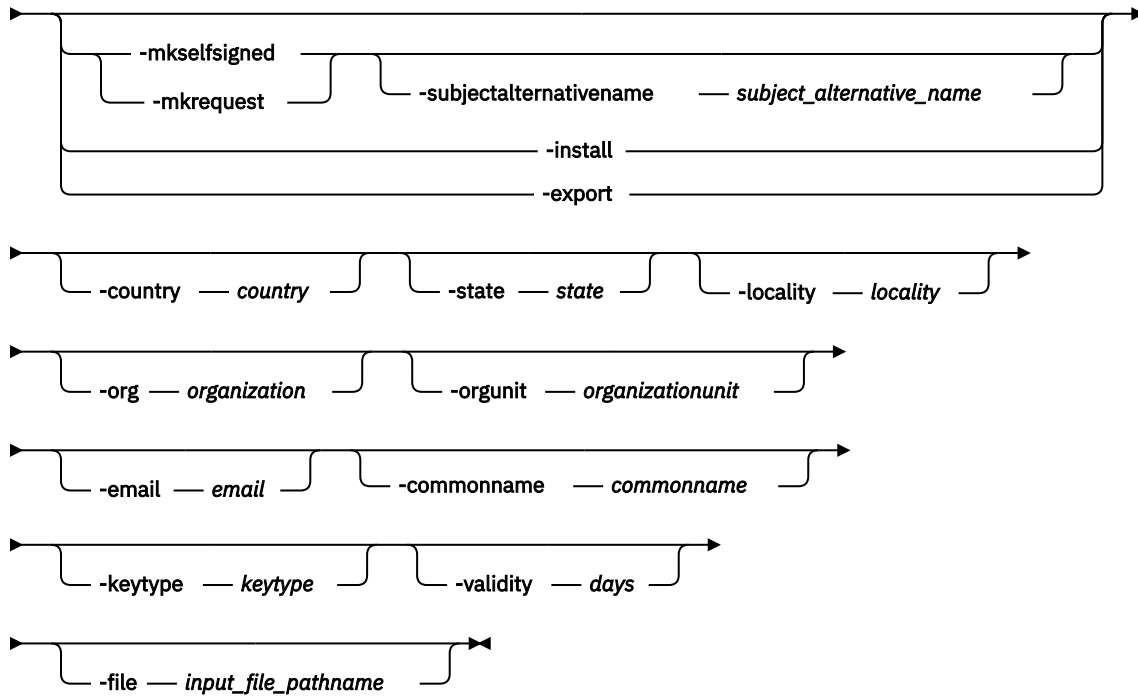 -mkselfsigned
-mkrequest -subjectalternativename subject_alternative_name
-install
-export
-country country -state state -locality locality
-org organization -orgunit organizationunit
-email email -commonname commonname
-keytype keytype -validity days
-file input_file_pathname